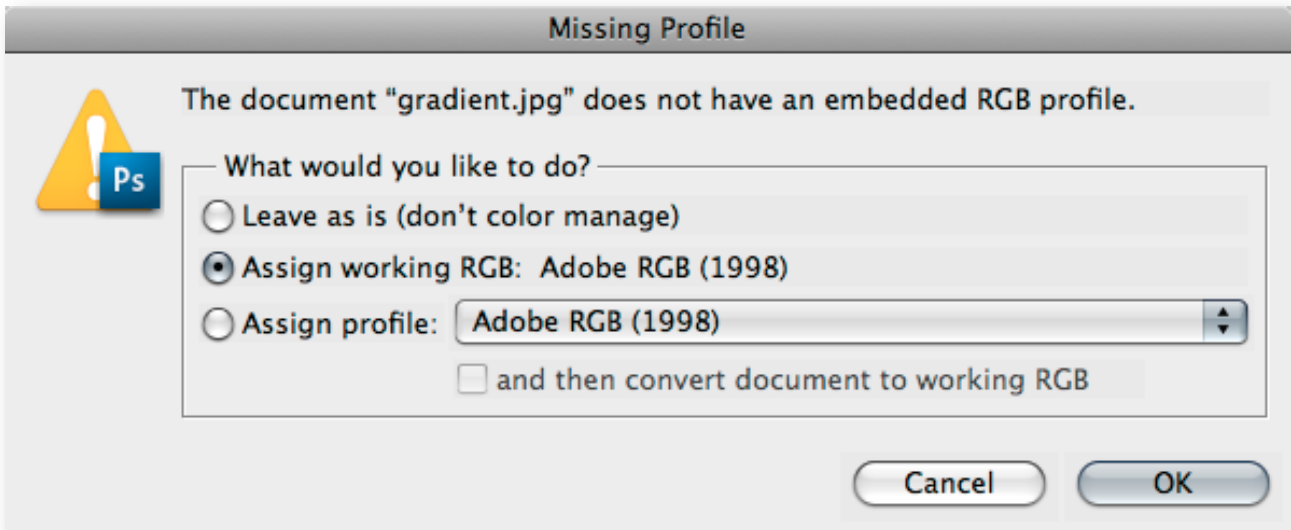 Missing Profile
The document “gradient.jpg” does not have an embedded RGB profile.
What would you like to do?
Ps
Leave as is (don’t color manage)
Assign working RGB: Adobe RGB (1998)
Assign profile: Adobe RGB (1998)
and then convert document to working RGB
Cancel OK